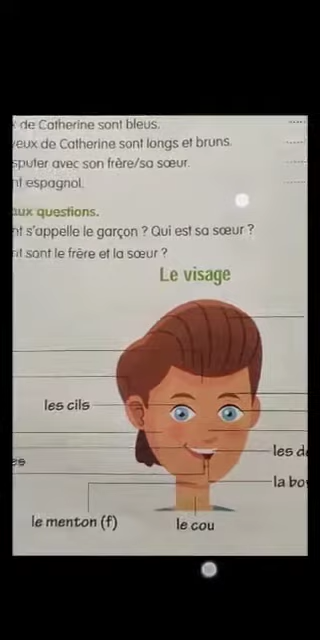 de Catherine sont bleus.
eux de Catherine sont longs et bruns.
sputer avec son frère/sa sœur.
nt espagnol.
aux questions.
nt s'appelle le garçon ? Qui est sa sœur ?
nt sont le frère et la sœur ?
Le visage
les cils
les d
es
la bo
le menton (f)
le cou